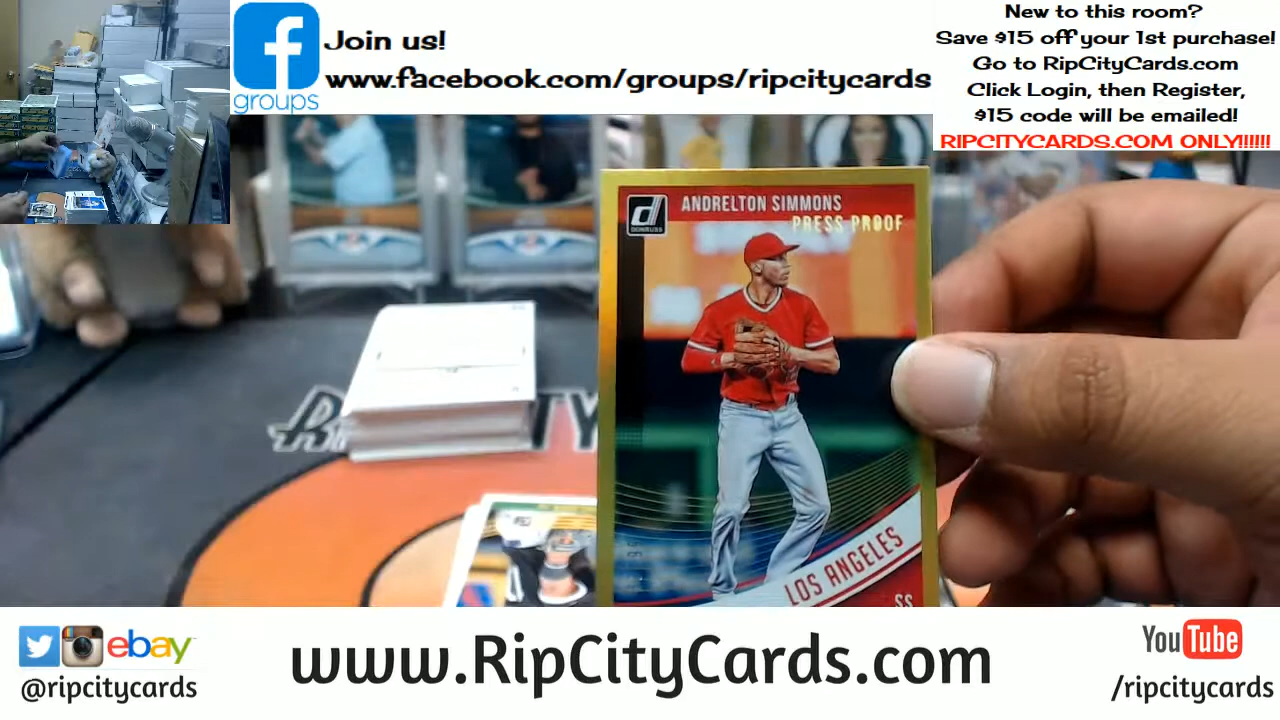 Join us!
www.facebook.com/groups/ripcitycards
groups
New to this room?
Save $15 off your 1st purchase!
Go to RipCityCards.com
Click Login, then Register,
$15 code will be emailed!
RIPCITYCARDS.COM ONLY!!!!!!
d
DONRUSS
ANDRELTON SIMMONS
PRESS PROOF
LOS ANGELES
SS
ebay
@ripcitycards
www.RipCityCards.com
YouTube
/ripcitycards